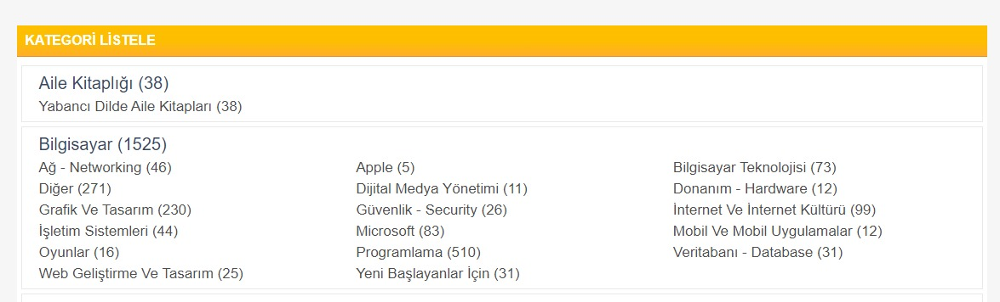 KATEGORİ LİSTELE
Aile Kitaplığı (38)
Yabancı Dilde Aile Kitapları (38)
Bilgisayar (1525)
Ağ - Networking (46)
Apple (5)
Bilgisayar Teknolojisi (73)
Diğer (271)
Dijital Medya Yönetimi (11)
Donanım - Hardware (12)
Grafik Ve Tasarım (230)
Güvenlik - Security (26)
İnternet Ve İnternet Kültürü (99)
İşletim Sistemleri (44)
Microsoft (83)
Mobil Ve Mobil Uygulamalar (12)
Oyunlar (16)
Programlama (510)
Veritabanı - Database (31)
Web Geliştirme Ve Tasarım (25)
Yeni Başlayanlar İçin (31)